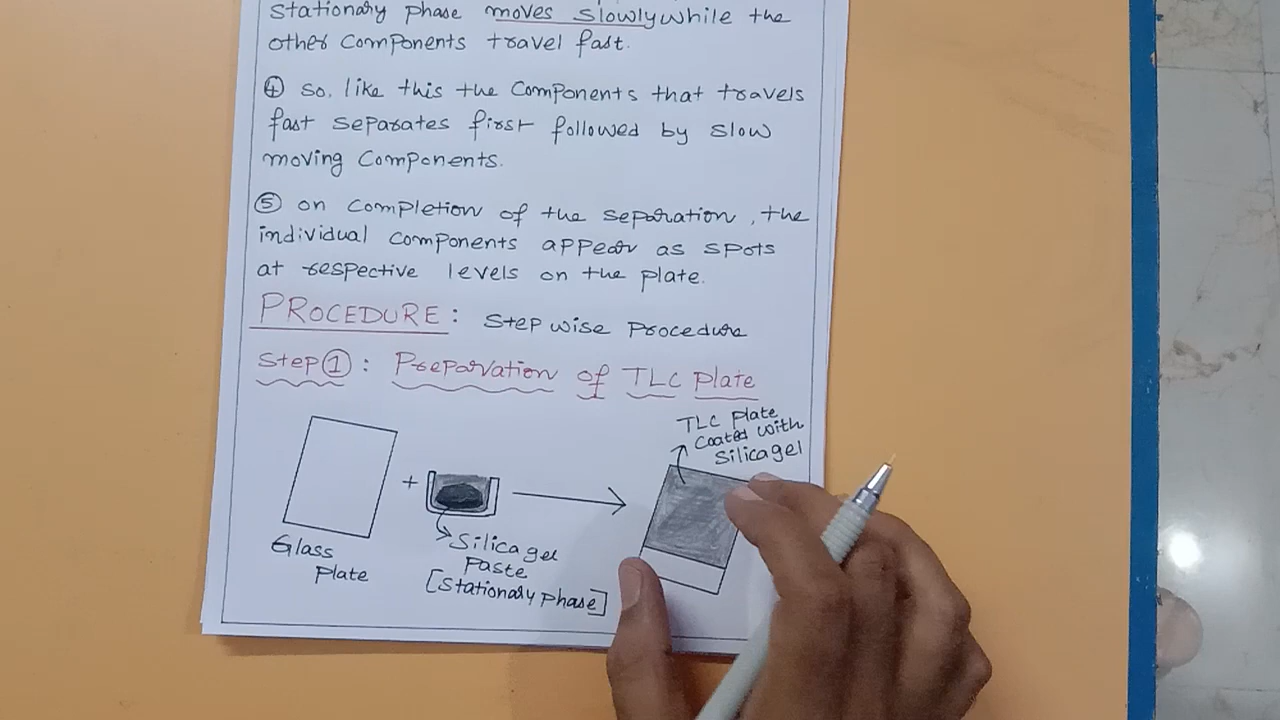 stationary phase moves slowly while the
other components travel fast.
④ so, like this the components that travels
fast separates first followed by slow
moving components.
⑤ on completion of the separation, the
individual components appear as spots
at respective levels on the plate.
PROCEDURE: Stepwise Procedure
Step①: Preparation of TLC plate
TLC plate
coated with
Silicagel
+
Glass
Plate
Silicagel
Paste
[stationary phase]